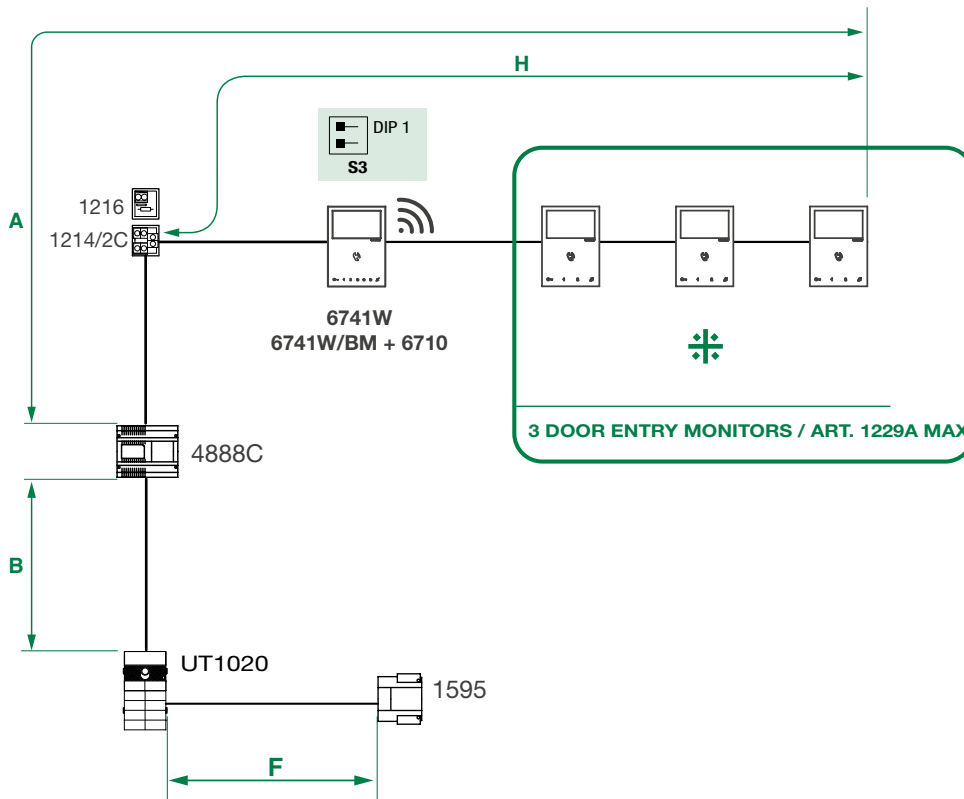 H
DIP 1
S3
A
1216
1214/2C
6741W
6741W/BM + 6710
3 DOOR ENTRY MONITORS / ART. 1229A MAX
4888C
B
UT1020
1595
F